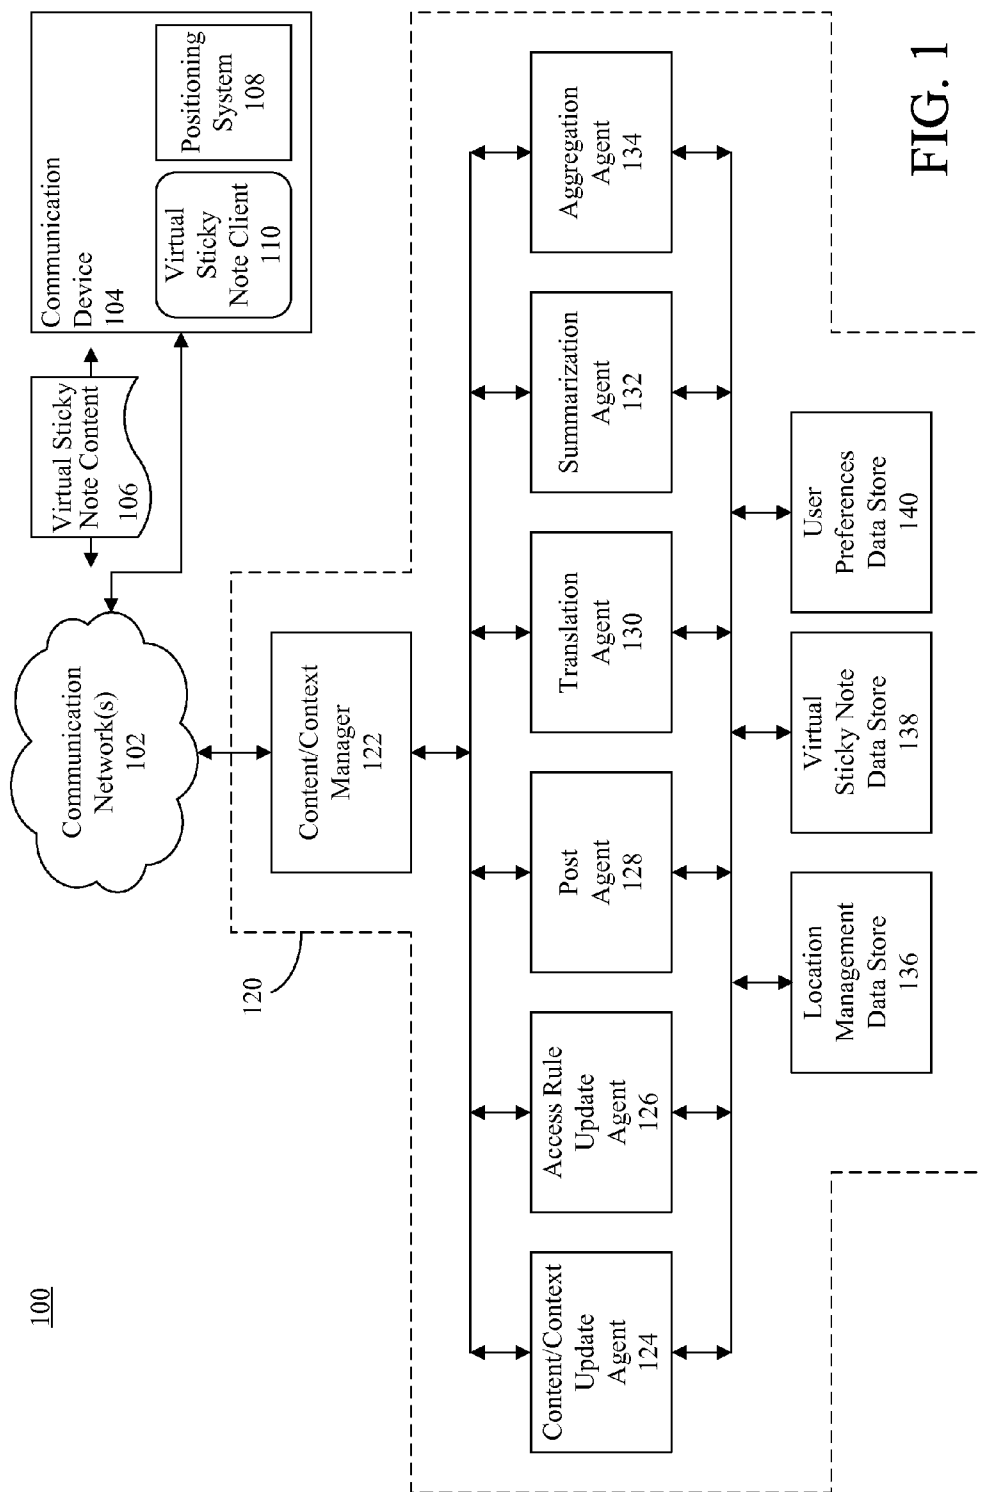 100
Communication
Network(s)
102
Virtual Sticky
Note Content
106
Communication
Device
104
Virtual
Sticky
Note Client
110
Positioning
System
108
120
Content/Context
Manager
122
Content/Context
Update
Agent
124
Access Rule
Update
Agent
126
Post
Agent
128
Translation
Agent
130
Summarization
Agent
132
Aggregation
Agent
134
Location
Management
Data Store
136
Virtual
Sticky Note
Data Store
138
User
Preferences
Data Store
140
FIG. 1